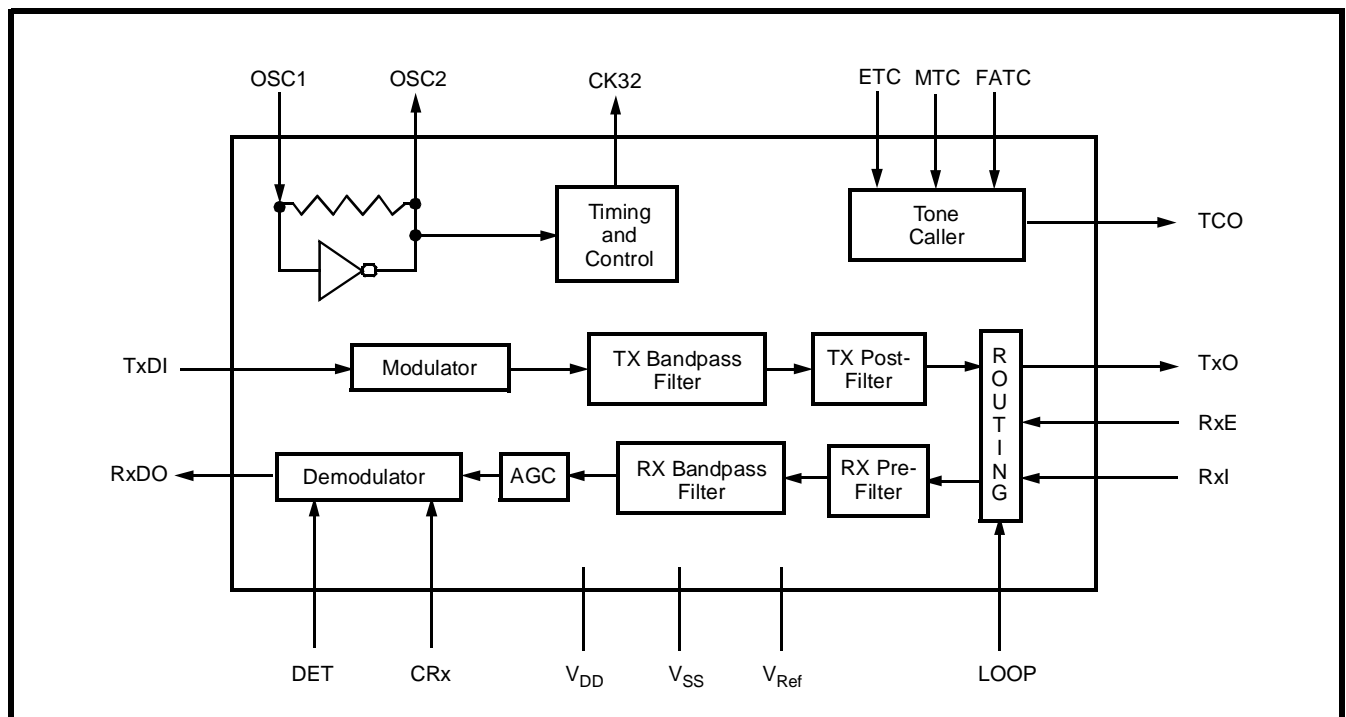 OSC1
OSC2
CK32
ETC
MTC
FATC
Timing
and
Control
Tone
Caller
TCO
TxDI
Modulator
TX Bandpass
Filter
TX Post-
Filter
ROUTING
TxO
RxE
RxDO
Demodulator
AGC
RX Bandpass
Filter
RX Pre-
Filter
RxI
DET
CRx
VDD
VSS
VRef
LOOP